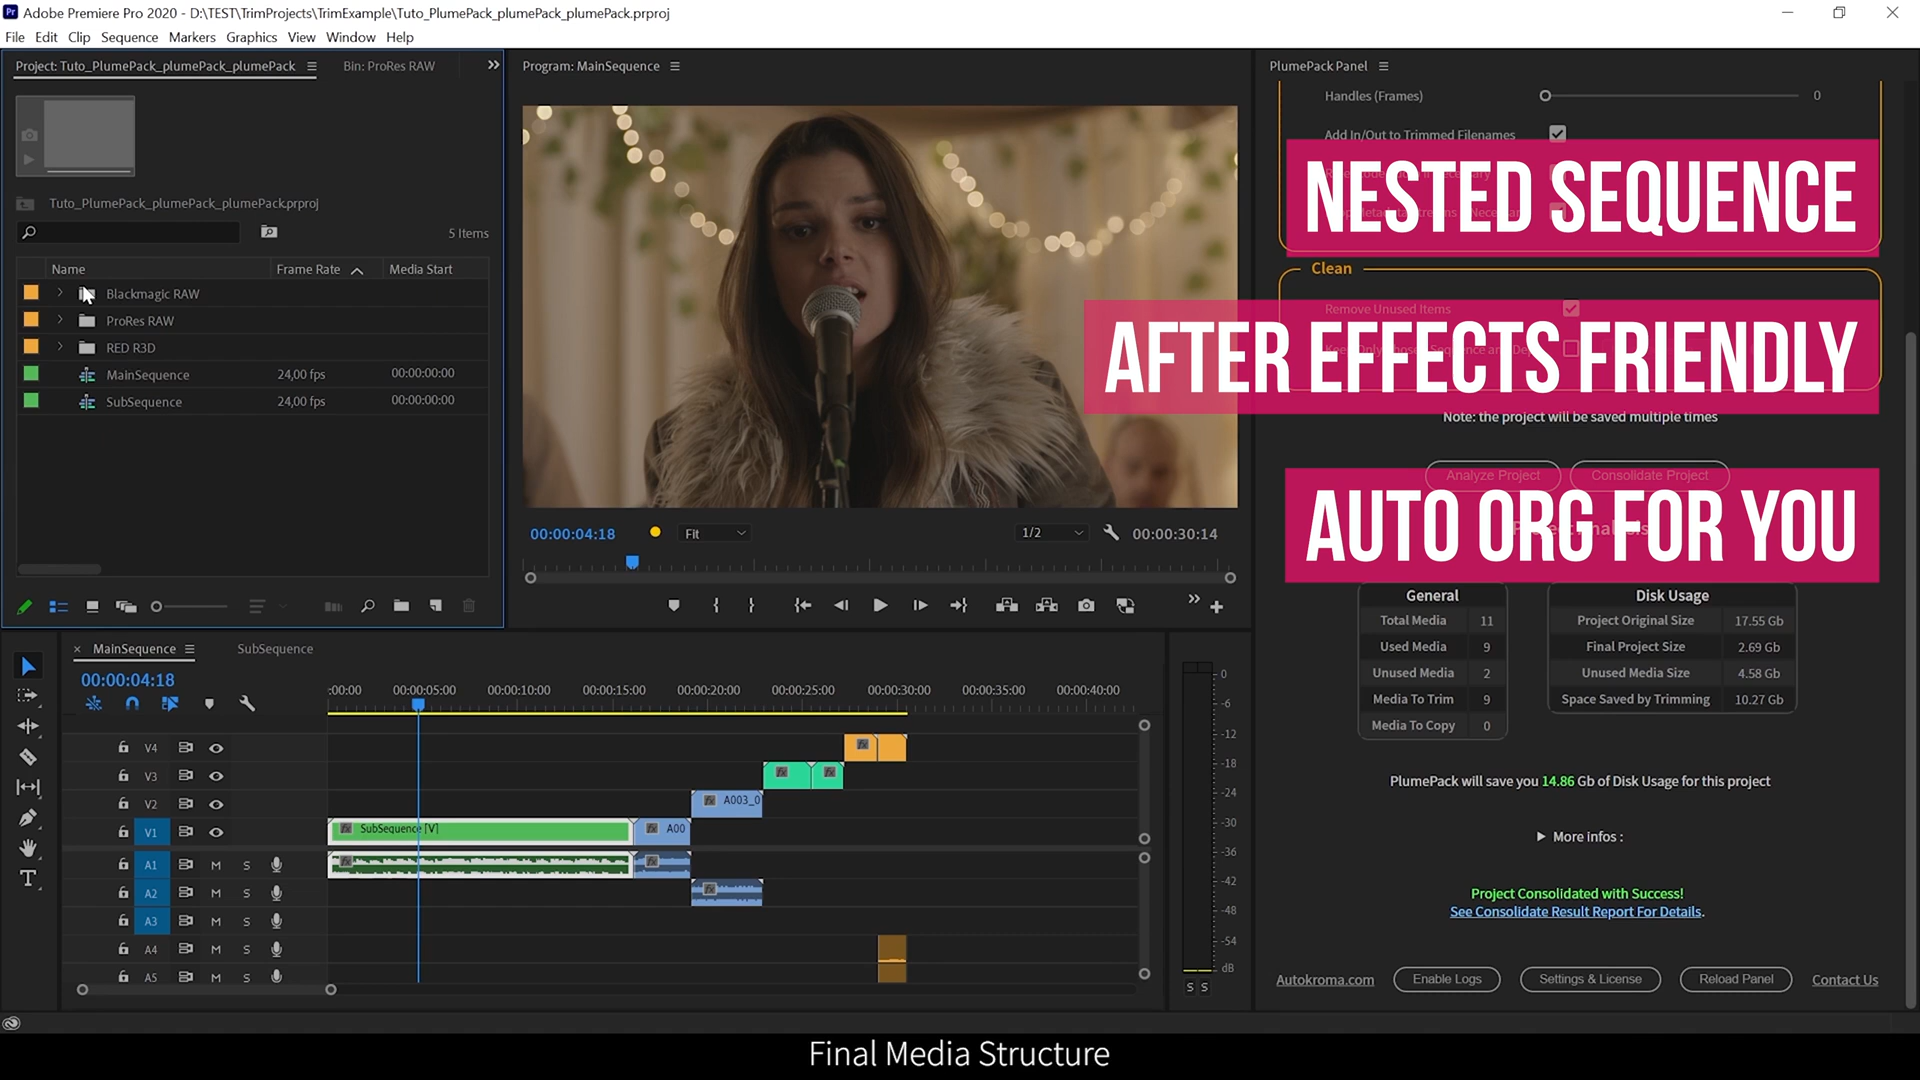 Adobe Premiere Pro 2020 - D:\TEST\TrimProjects\TrimExample\Tuto_PlumePack_plumePack_plumePack.prproj
File Edit Clip Sequence Markers Graphics View Window Help
Project: Tuto_PlumePack_plumePack_plumePack
Bin: ProRes RAW
Tuto_PlumePack_plumePack_plumePack.prproj
5 Items
Name Frame Rate Media Start
Blackmagic RAW
ProRes RAW
RED R3D
MainSequence 24,00 fps 00:00:00:00
SubSequence 24,00 fps 00:00:00:00
Program: MainSequence
00:00:04:18 Fit 1/2 00:00:30:14
PlumePack Panel
Handles (Frames) 0
Add In/Out to Trimmed Filenames
NESTED SEQUENCE
Clean
Remove Unused Items
AFTER EFFECTS FRIENDLY
Note: the project will be saved multiple times
Analyze Project Consolidate Project
AUTO ORG FOR YOU
General
Total Media 11
Used Media 9
Unused Media 2
Media To Trim 9
Media To Copy 0
Disk Usage
Project Original Size 17.55 Gb
Final Project Size 2.69 Gb
Unused Media Size 4.58 Gb
Space Saved by Trimming 10.27 Gb
PlumePack will save you 14.86 Gb of Disk Usage for this project
More infos :
Project Consolidated with Success!
See Consolidate Result Report For Details.
Autokroma.com Enable Logs Settings & License Reload Panel Contact Us
MainSequence SubSequence
00:00:04:18
:00:00 00:00:05:00 00:00:10:00 00:00:15:00 00:00:20:00 00:00:25:00 00:00:30:00 00:00:35:00 00:00:40:00
V4
V3
V2 A003_0
V1 SubSequence [V] A00
A1 M S
A2 M S
A3 M S
A4 M S
A5 M S
0
-6
-12
-18
-24
-30
-36
-42
-48
-54
dB
S S
Final Media Structure